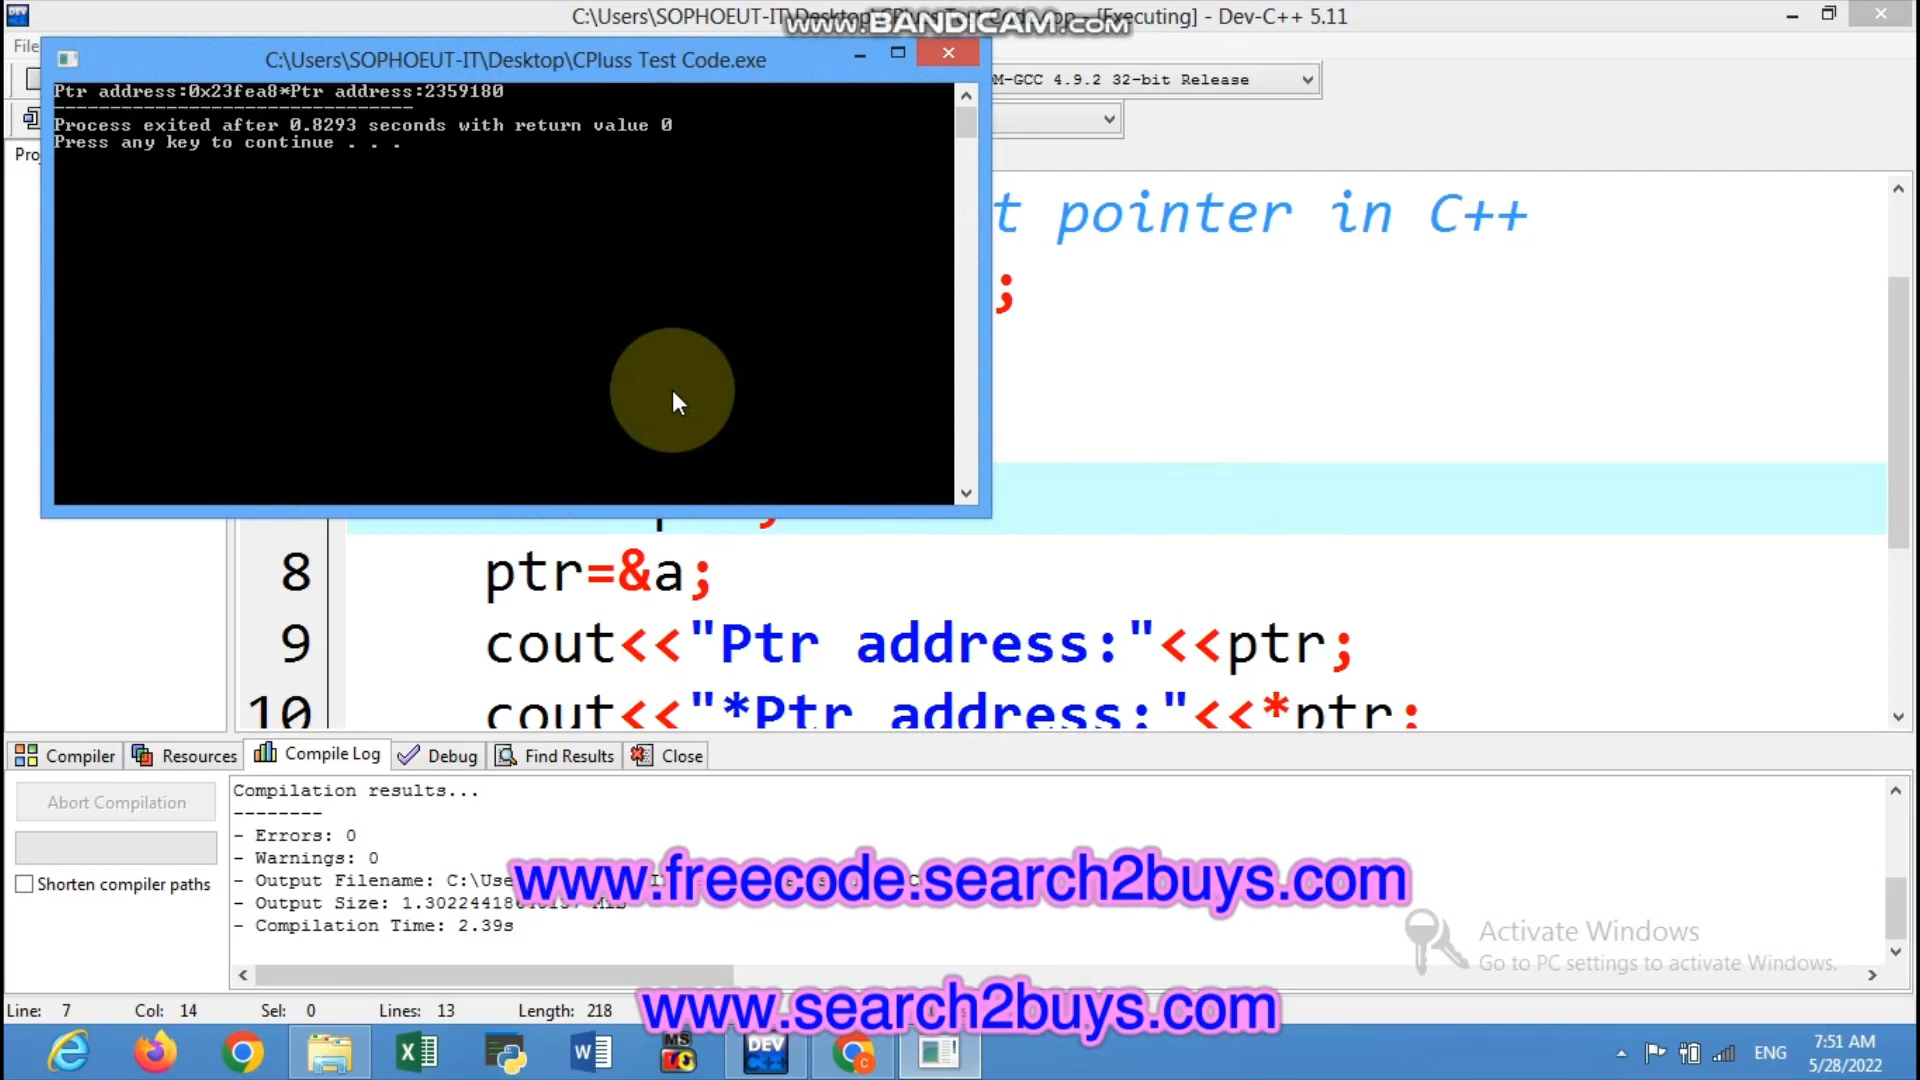 C:\Users\SOPHOEUT-IT\Desktop\
[Executing] - Dev-C++ 5.11
www.BANDICAM.com
File
C:\Users\SOPHOEUT-IT\Desktop\CPluss Test Code.exe
M-GCC 4.9.2 32-bit Release
Ptr address:0x23fea8*Ptr address:2359180
--------------------------------
Process exited after 0.8293 seconds with return value 0
Press any key to continue . . .
t pointer in C++
;
8 ptr=&a;
9 cout<<"Ptr address:"<<ptr;
10 cout<<"*Ptr address:"<<*ptr;
Compiler Resources Compile Log Debug Find Results Close
Abort Compilation
Shorten compiler paths
Compilation results...
--------
- Errors: 0
- Warnings: 0
- Output Filename: C:\Use
- Output Size: 1.30224418
- Compilation Time: 2.39s
www.freecode.search2buys.com
Activate Windows
Go to PC settings to activate Windows.
Line: 7 Col: 14 Sel: 0 Lines: 13 Length: 218
www.search2buys.com
DEV C++
ENG
7:51 AM
5/28/2022